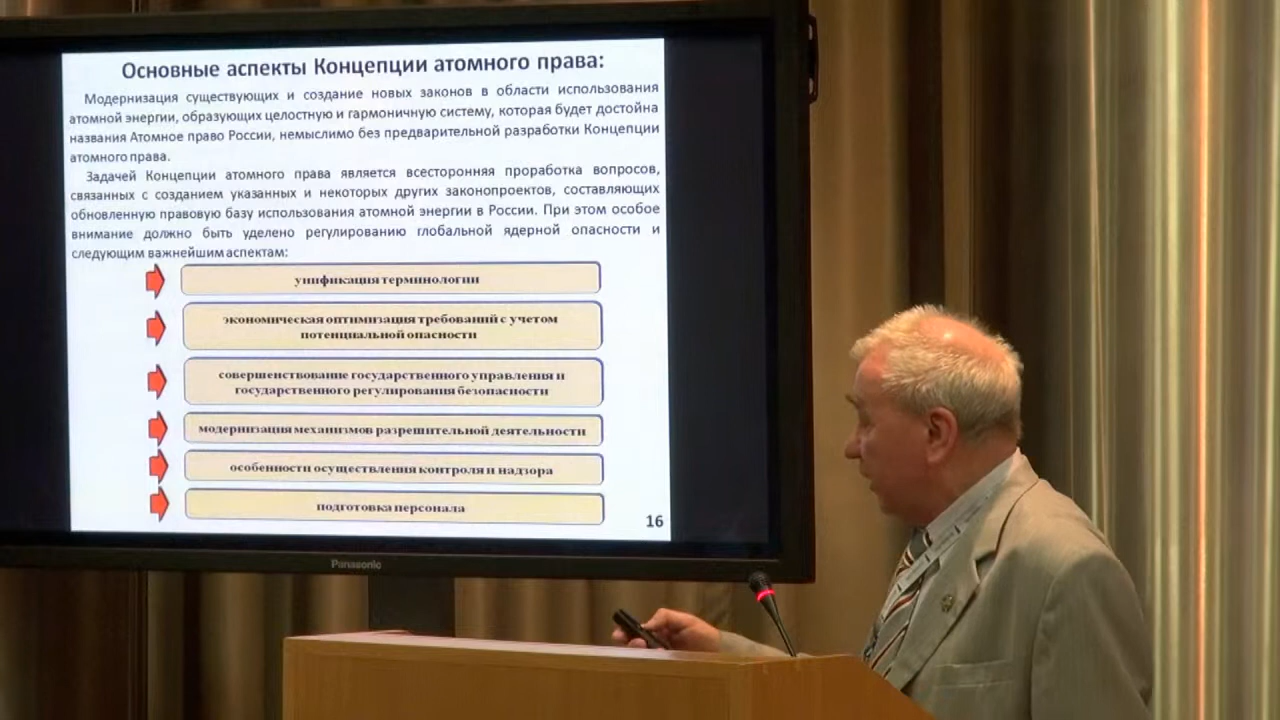 Основные аспекты Концепции атомного права:
Модернизация существующих и создание новых законов в области использования
атомной энергии, образующих целостную и гармоничную систему, которая будет достойна
названия Атомное право России, немыслимо без предварительной разработки Концепции
атомного права.
Задачей Концепции атомного права является всесторонняя проработка вопросов,
связанных с созданием указанных и некоторых других законопроектов, составляющих
обновленную правовую базу использования атомной энергии в России. При этом особое
внимание должно быть уделено регулированию глобальной ядерной опасности и
следующим важнейшим аспектам:
унификация терминологии
экономическая оптимизация требований с учетом
потенциальной опасности
совершенствование государственного управления и
государственного регулирования безопасности
модернизация механизмов разрешительной деятельности
особенности осуществления контроля и надзора
подготовка персонала
16
Panasonic